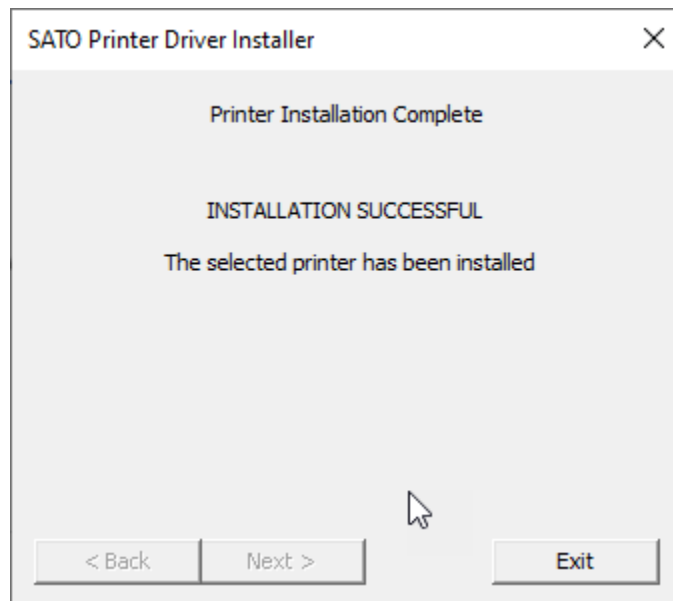 SATO Printer Driver Installer
Printer Installation Complete
INSTALLATION SUCCESSFUL
The selected printer has been installed
< Back Next > Exit